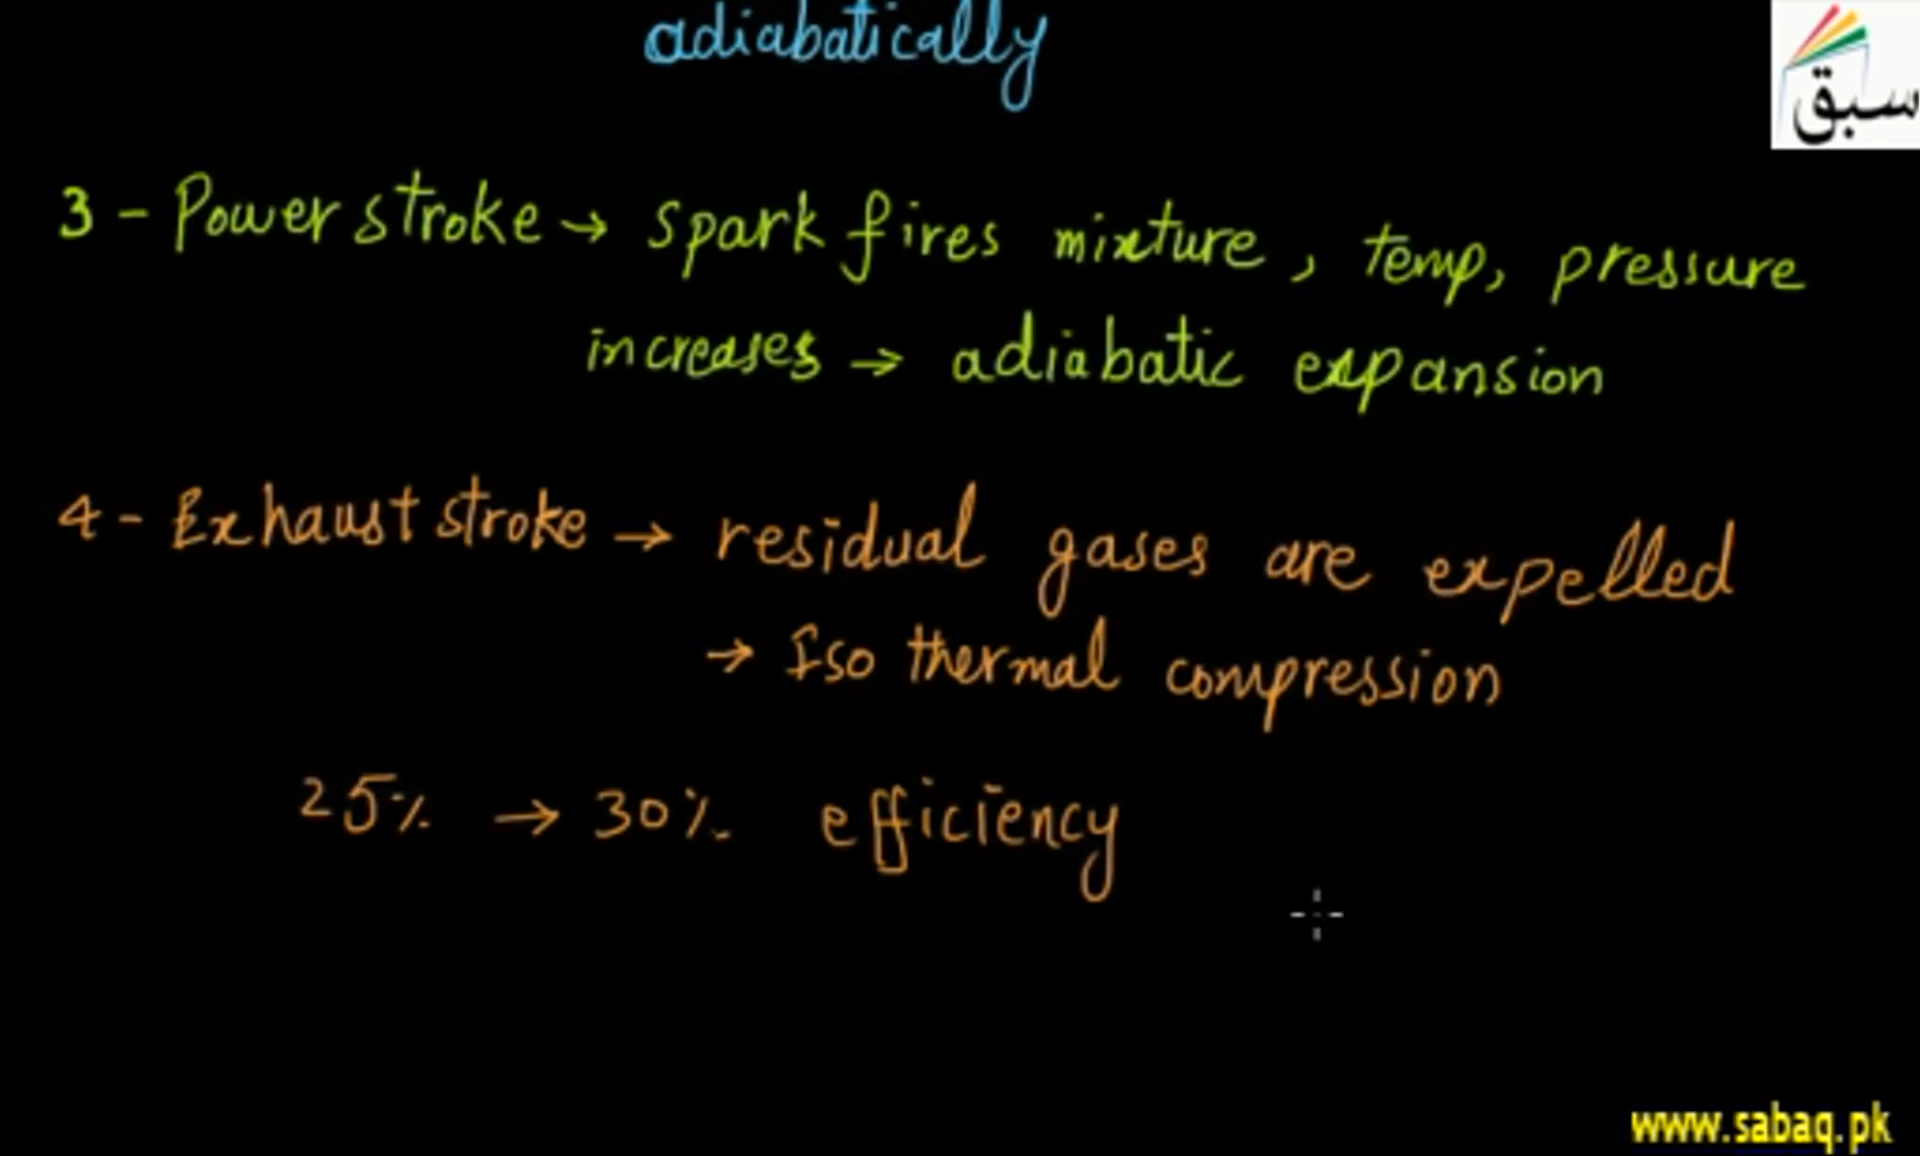 adiabatically
سبق
3 - Power stroke → spark fires mixture, temp, pressure
increases → adiabatic expansion
4 - Exhaust stroke → residual gases are expelled
→ Iso thermal compression
25% → 30% efficiency
www.sabaq.pk